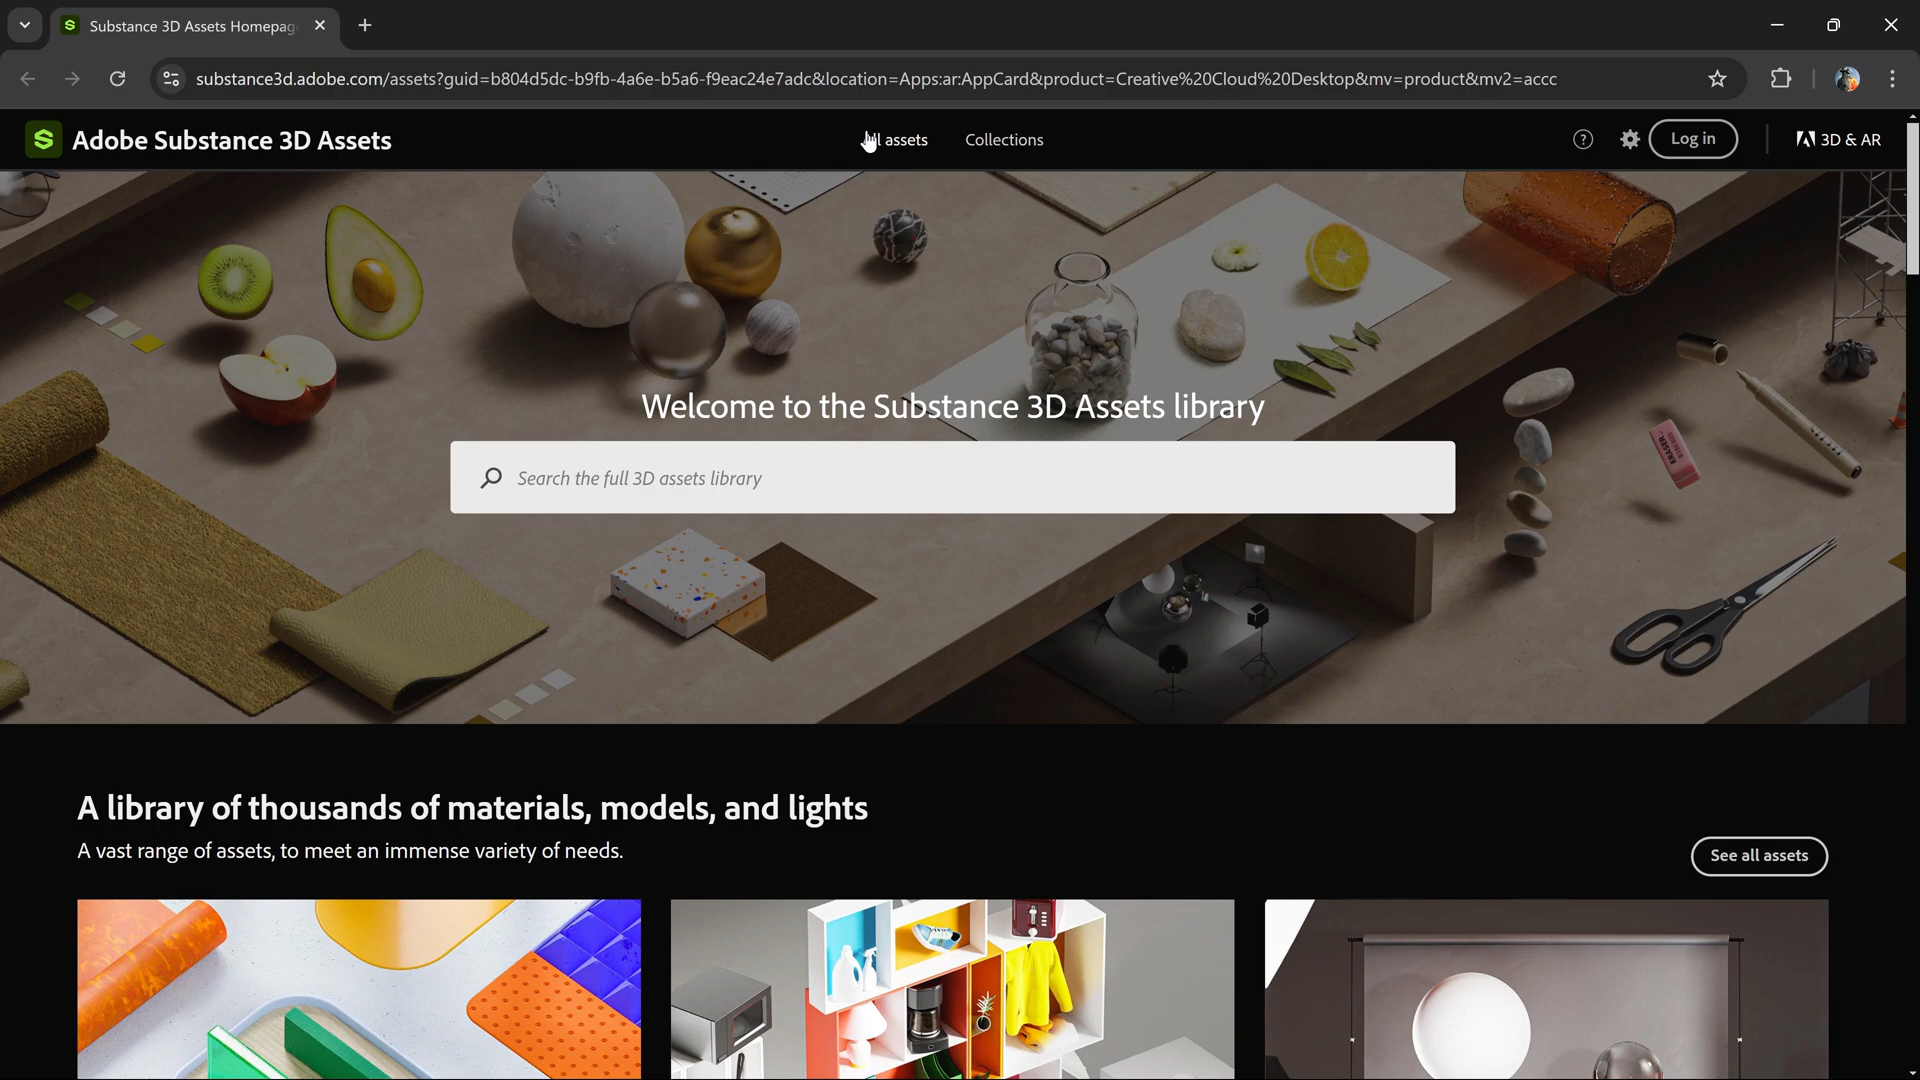 Substance 3D Assets Homepag
substance3d.adobe.com/assets?guid=b804d5dc-b9fb-4a6e-b5a6-f9eac24e7adc&location=Apps:ar:AppCard&product=Creative%20Cloud%20Desktop&mv=product&mv2=accc
Adobe Substance 3D Assets
All assets
Collections
Log in
3D & AR
Welcome to the Substance 3D Assets library
Search the full 3D assets library
ERASER
A library of thousands of materials, models, and lights
A vast range of assets, to meet an immense variety of needs.
See all assets